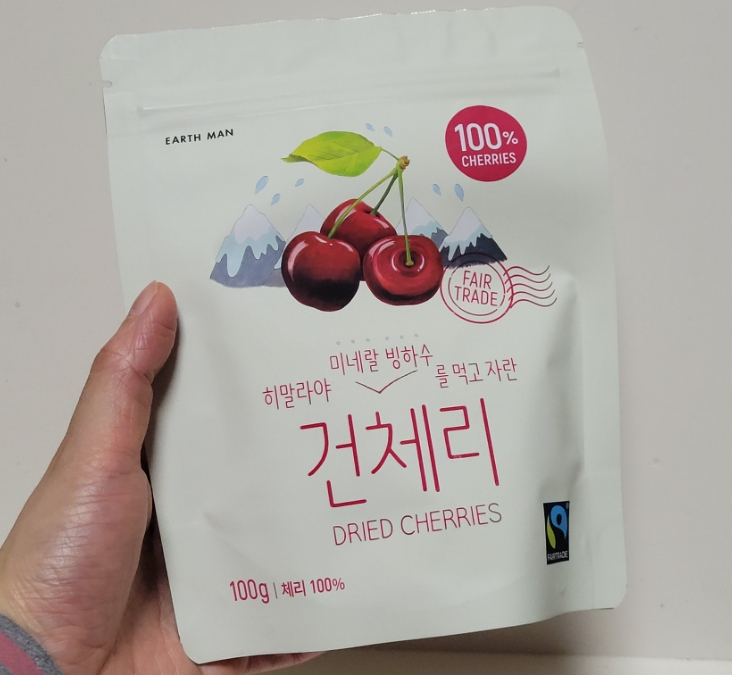 EARTH MAN
100%
CHERRIES
FAIR
TRADE
히말라야 미네랄 빙하수를 먹고 자란
건체리
DRIED CHERRIES
FAIRTRADE
100g | 체리 100%